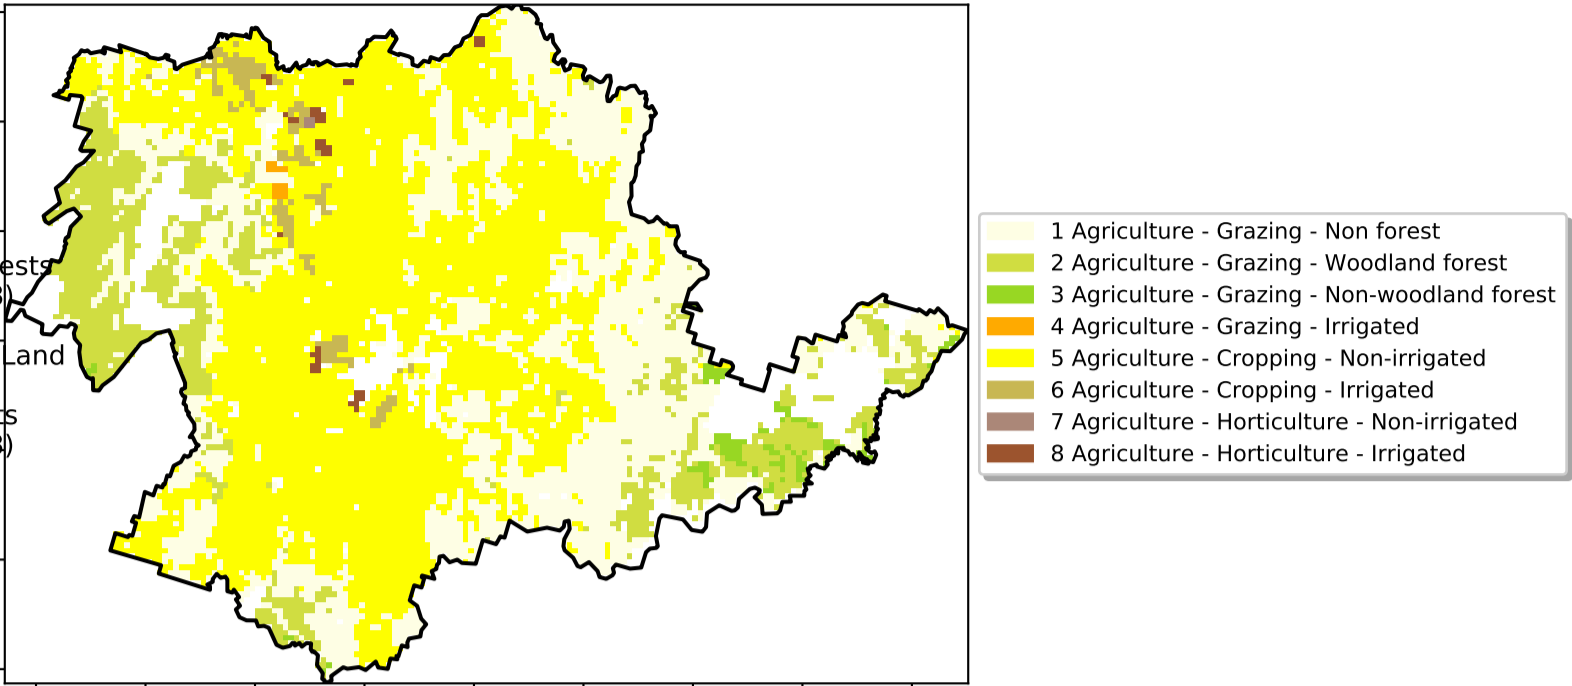 ests
)
Land
s
)
1 Agriculture - Grazing - Non forest
2 Agriculture - Grazing - Woodland forest
3 Agriculture - Grazing - Non-woodland forest
4 Agriculture - Grazing - Irrigated
5 Agriculture - Cropping - Non-irrigated
6 Agriculture - Cropping - Irrigated
7 Agriculture - Horticulture - Non-irrigated
8 Agriculture - Horticulture - Irrigated